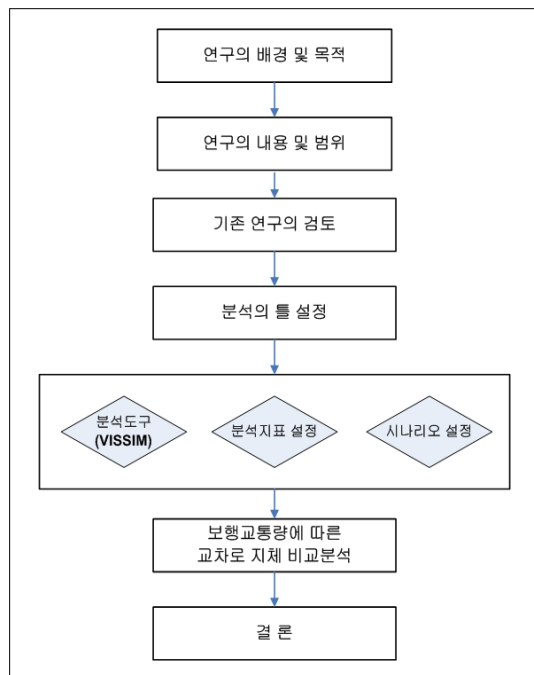 연구의 배경 및 목적
연구의 내용 및 범위
기존 연구의 검토
분석의 틀 설정
분석도구
(VISSIM)
분석지표 설정
시나리오 설정
보행교통량에 따른
교차로 지체 비교분석
결 론